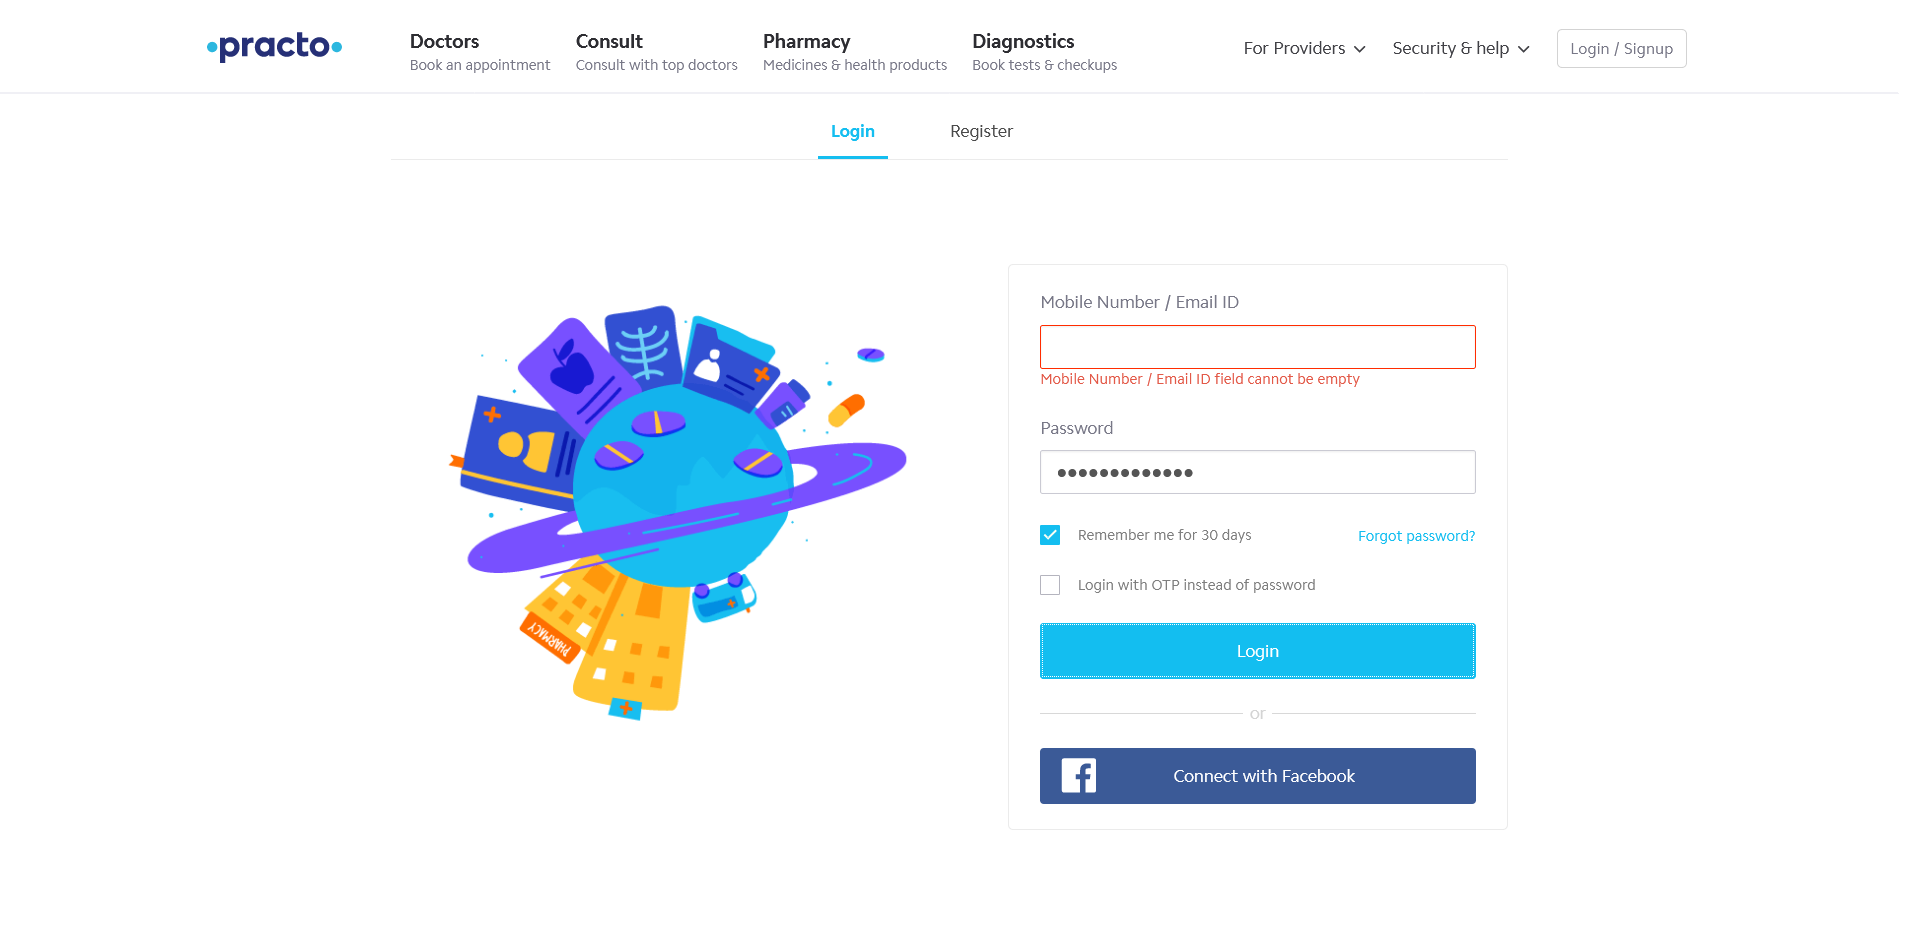 practo
Doctors
Book an appointment
Consult
Consult with top doctors
Pharmacy
Medicines & health products
Diagnostics
Book tests & checkups
For Providers
Security & help
Login / Signup
Login
Register
Mobile Number / Email ID
Mobile Number / Email ID field cannot be empty
Password
Remember me for 30 days
Forgot password?
Login with OTP instead of password
Login
or
Connect with Facebook
PHARMACY